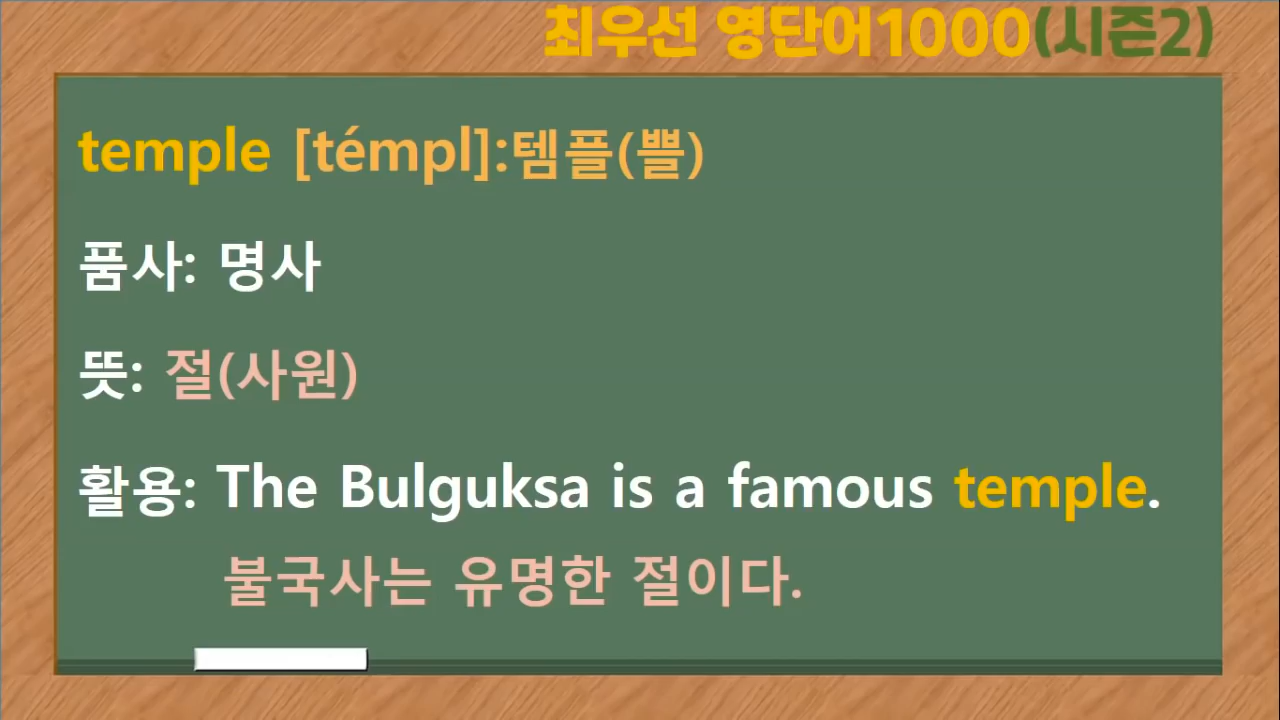 최우선 영단어1000(시즌2)
temple [témpl]:템플(쁠)
품사: 명사
뜻: 절(사원)
활용: The Bulguksa is a famous temple.
불국사는 유명한 절이다.